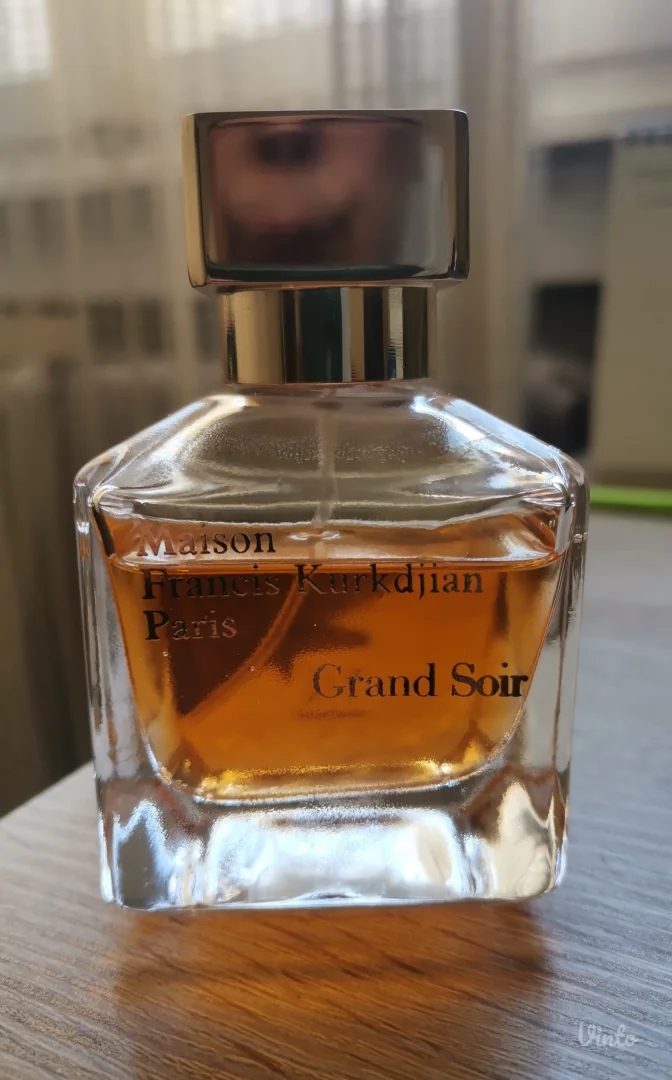 Maison
Francis Kurkdjian
Paris
Grand Soir
Vinto